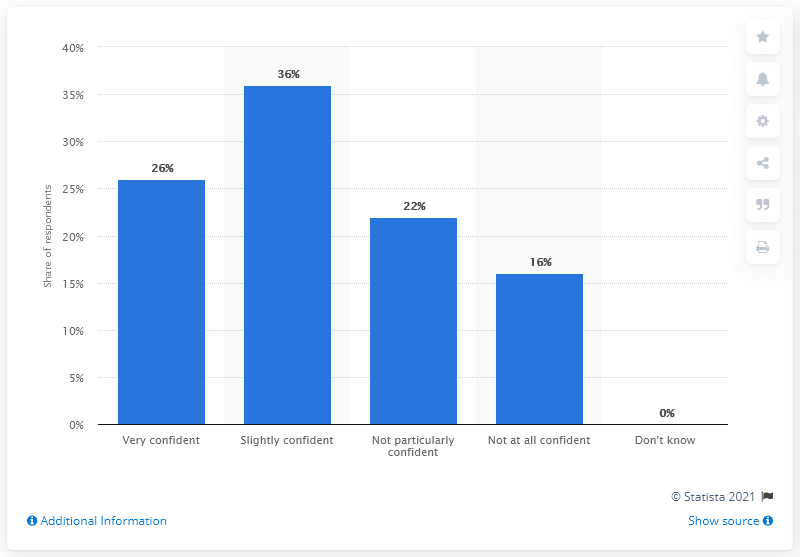 40%
36%
35%
30%
26%
25%
22%
20%
16%
15%
10%
5%
0%
0%
Share of respondents
Very confident
Slightly confident
Not particularly
confident
Not at all confident
Don't know
© Statista 2021
Additional Information
Show source